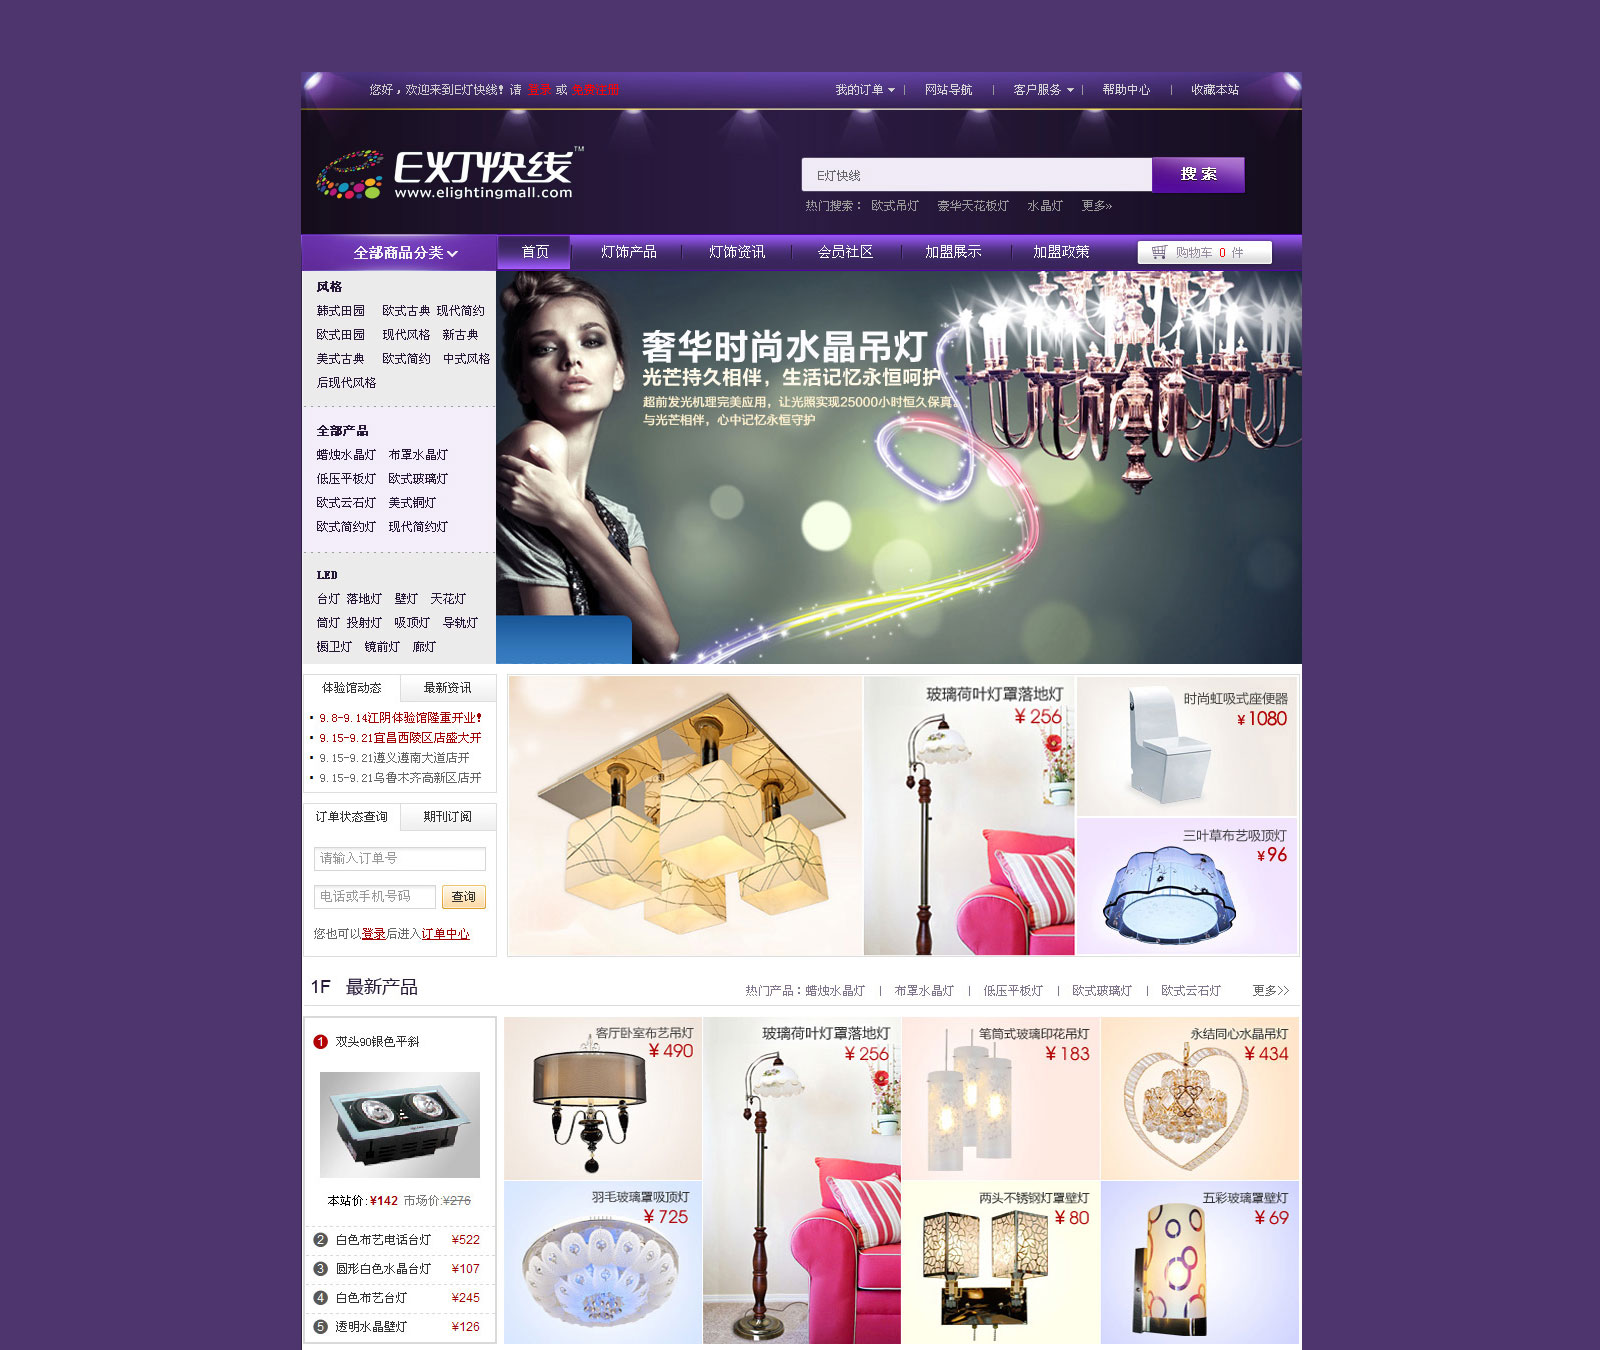 您好，欢迎来到E灯快线！请 登录 或 免费注册
我的订单 | 网站导航 | 客户服务 | 帮助中心 | 收藏本站
E灯快线™
www.elightingmall.com
E灯快线 搜索
热门搜索： 欧式吊灯 豪华天花板灯 水晶灯 更多»
全部商品分类 首页 灯饰产品 灯饰资讯 会员社区 加盟展示 加盟政策 购物车 0 件
风格
韩式田园 欧式古典 现代简约
欧式田园 现代风格 新古典
美式古典 欧式简约 中式风格
后现代风格
全部产品
蜡烛水晶灯 布罩水晶灯
低压平板灯 欧式玻璃灯
欧式云石灯 美式铜灯
欧式简约灯 现代简约灯
LED
台灯 落地灯 壁灯 天花灯
筒灯 投射灯 吸顶灯 导轨灯
橱卫灯 镜前灯 廊灯
奢华时尚水晶吊灯
光芒持久相伴，生活记忆永恒呵护
超前发光机理完美应用，让光照实现25000小时恒久保真。
与光芒相伴，心中记忆永恒守护
体验馆动态 最新资讯
· 9.8-9.14江阴体验馆隆重开业！
· 9.15-9.21宜昌西陵区店盛大开
· 9.15-9.21遵义遵南大道店开
· 9.15-9.21乌鲁木齐高新区店开
订单状态查询 期刊订阅
请输入订单号
电话或手机号码 查询
您也可以登录后进入订单中心
玻璃荷叶灯罩落地灯
¥ 256
时尚虹吸式座便器
¥ 1080
三叶草布艺吸顶灯
¥ 96
1F 最新产品
热门产品：蜡烛水晶灯 | 布罩水晶灯 | 低压平板灯 | 欧式玻璃灯 | 欧式云石灯 更多>>
1 双头90银色平斜
本站价:¥142 市场价:¥276
2 白色布艺电话台灯 ¥522
3 圆形白色水晶台灯 ¥107
4 白色布艺台灯 ¥245
5 透明水晶壁灯 ¥126
客厅卧室布艺吊灯
¥ 490
玻璃荷叶灯罩落地灯
¥ 256
笔筒式玻璃印花吊灯
¥ 183
永结同心水晶吊灯
¥ 434
羽毛玻璃罩吸顶灯
¥ 725
两头不锈钢灯罩壁灯
¥ 80
五彩玻璃罩壁灯
¥ 69